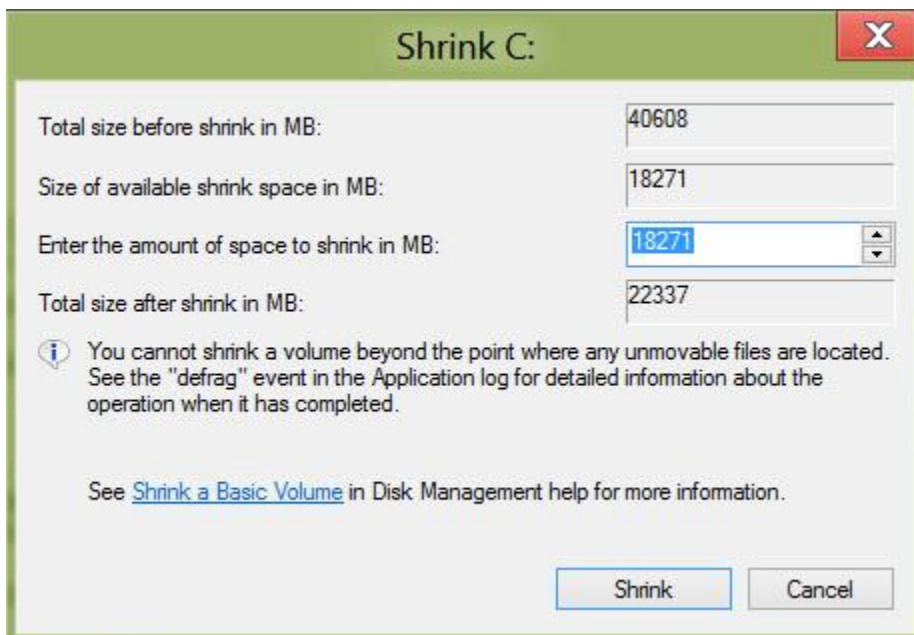 Shrink C:
Total size before shrink in MB: 40608
Size of available shrink space in MB: 18271
Enter the amount of space to shrink in MB: 18271
Total size after shrink in MB: 22337
You cannot shrink a volume beyond the point where any unmovable files are located.
See the "defrag" event in the Application log for detailed information about the
operation when it has completed.
See Shrink a Basic Volume in Disk Management help for more information.
Shrink Cancel